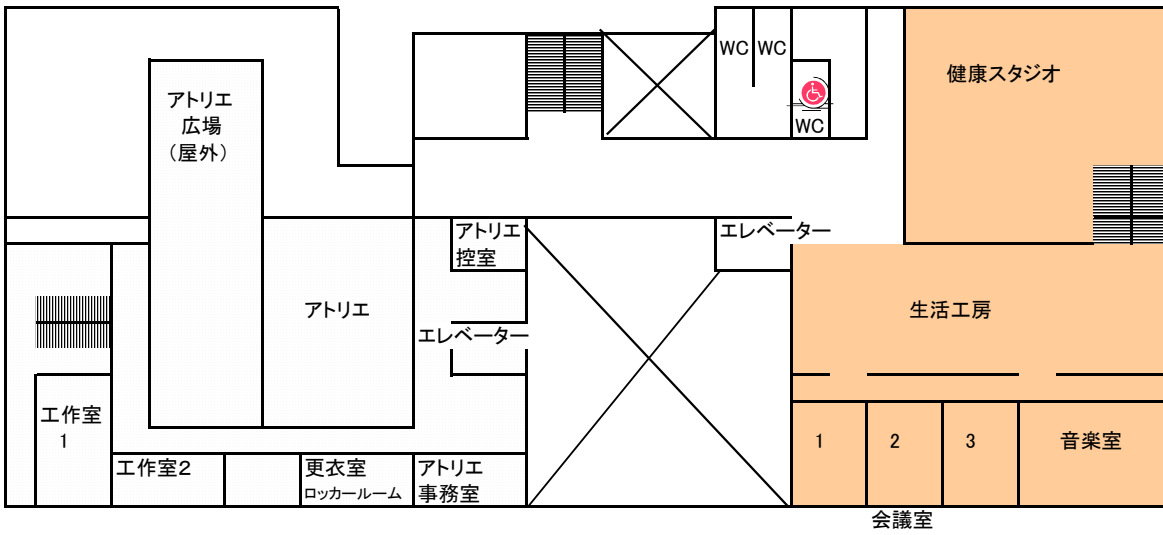 WC WC
健康スタジオ
アトリエ
広場
（屋外）
WC
アトリエ
控室
エレベーター
アトリエ
生活工房
エレベーター
工作室
1
1
2
3
音楽室
工作室2
更衣室
ロッカールーム
アトリエ
事務室
会議室